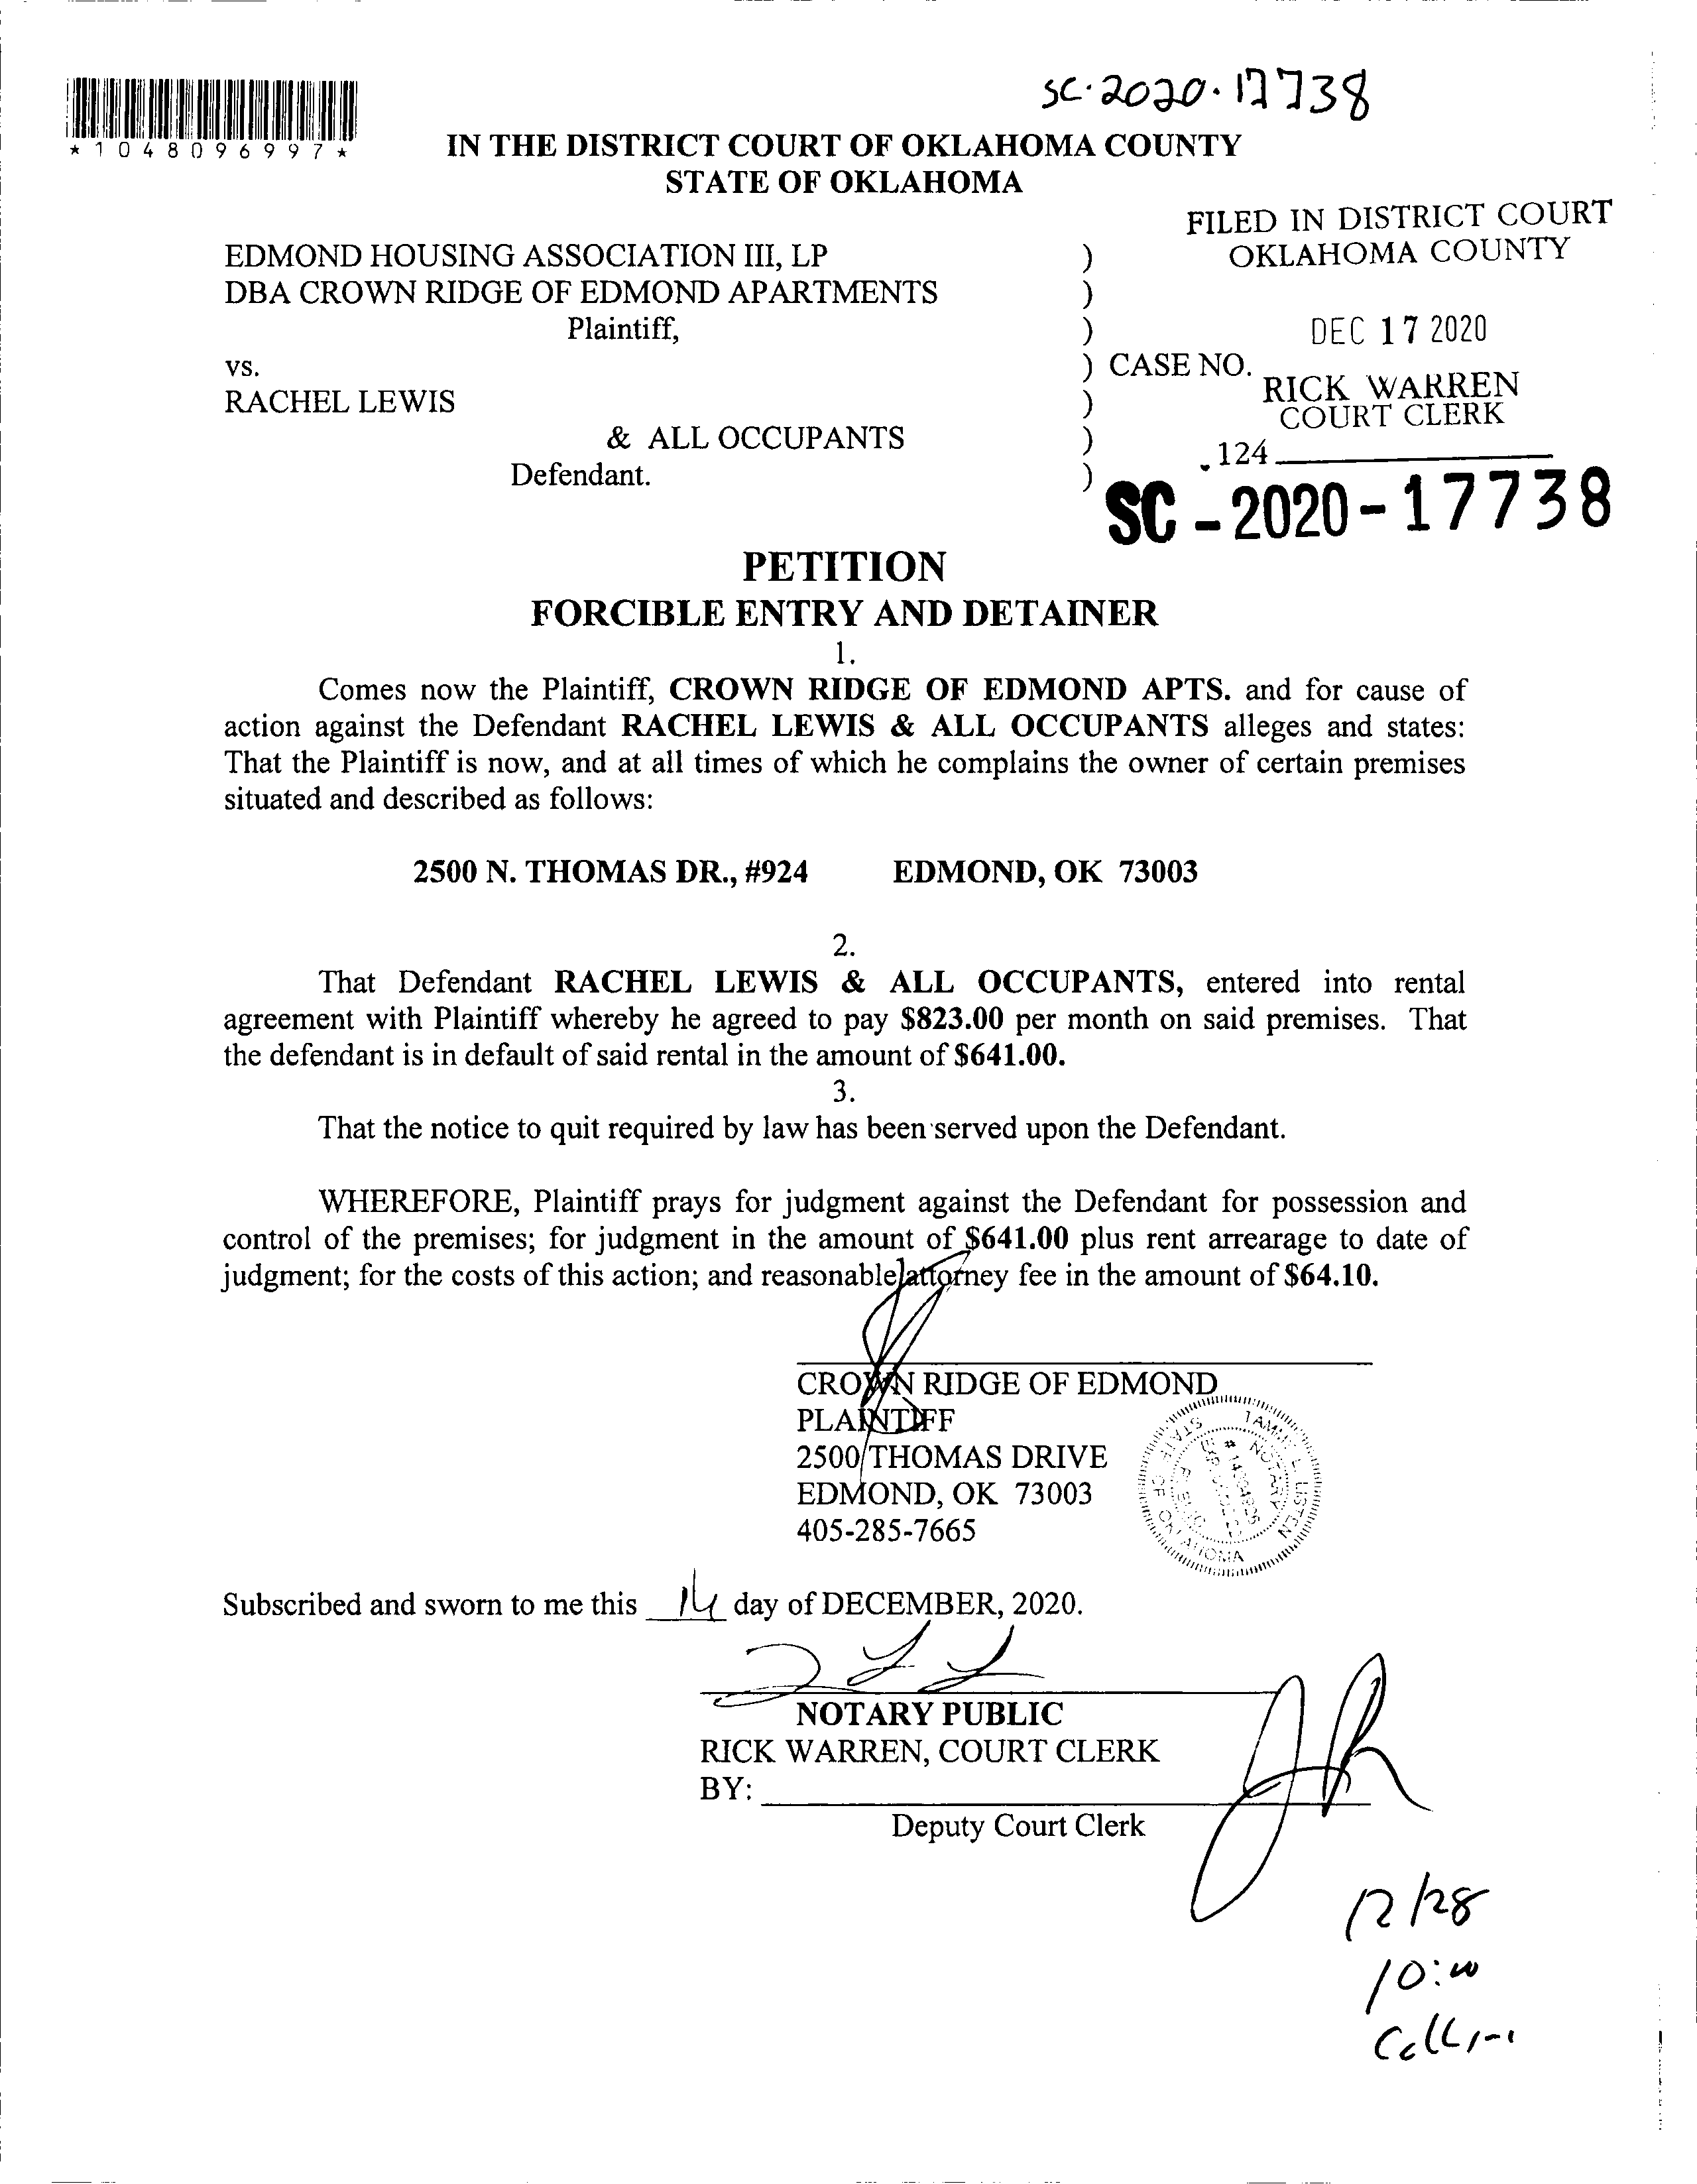 SC-2020-17738
*1048096997*
IN THE DISTRICT COURT OF OKLAHOMA COUNTY
STATE OF OKLAHOMA
FILED IN DISTRICT COURT
OKLAHOMA COUNTY
EDMOND HOUSING ASSOCIATION III, LP )
DBA CROWN RIDGE OF EDMOND APARTMENTS )
Plaintiff, )
DEC 17 2020
vs. ) CASE NO.
RICK WARREN
COURT CLERK
RACHEL LEWIS )
& ALL OCCUPANTS )
124
Defendant. )
SC-2020-17738
PETITION
FORCIBLE ENTRY AND DETAINER
1.
Comes now the Plaintiff, CROWN RIDGE OF EDMOND APTS. and for cause of
action against the Defendant RACHEL LEWIS & ALL OCCUPANTS alleges and states:
That the Plaintiff is now, and at all times of which he complains the owner of certain premises
situated and described as follows:
2500 N. THOMAS DR., #924 EDMOND, OK 73003
2.
That Defendant RACHEL LEWIS & ALL OCCUPANTS, entered into rental
agreement with Plaintiff whereby he agreed to pay $823.00 per month on said premises. That
the defendant is in default of said rental in the amount of $641.00.
3.
That the notice to quit required by law has been served upon the Defendant.
WHEREFORE, Plaintiff prays for judgment against the Defendant for possession and
control of the premises; for judgment in the amount of $641.00 plus rent arrearage to date of
judgment; for the costs of this action; and reasonable attorney fee in the amount of $64.10.
CROWN RIDGE OF EDMOND
PLAINTIFF
2500 THOMAS DRIVE
EDMOND, OK 73003
405-285-7665
STATE OF OKLAHOMA
NOTARY
Subscribed and sworn to me this 14 day of DECEMBER, 2020.
NOTARY PUBLIC
RICK WARREN, COURT CLERK
BY:
Deputy Court Clerk
12/28
10:00